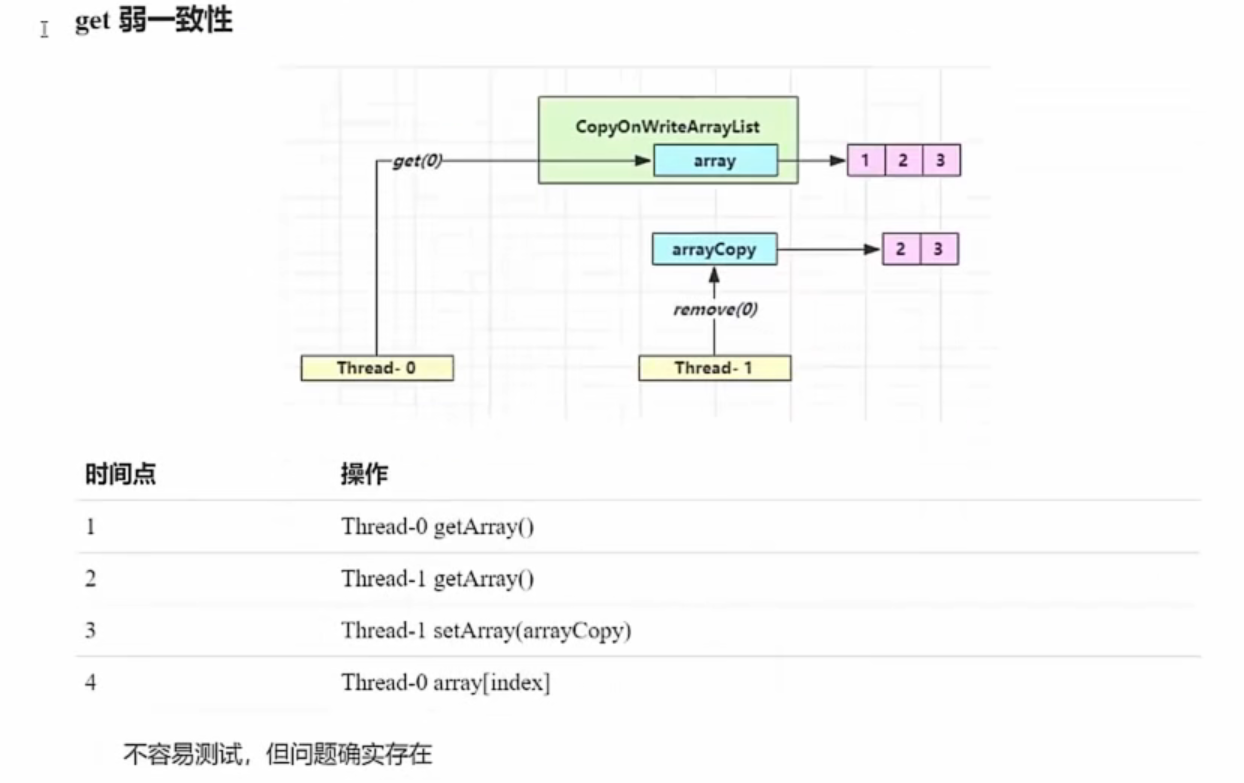 get 弱一致性
CopyOnWriteArrayList
get(0)
array
1 2 3
arrayCopy
2 3
remove(0)
Thread- 0
Thread- 1
时间点 操作
1 Thread-0 getArray()
2 Thread-1 getArray()
3 Thread-1 setArray(arrayCopy)
4 Thread-0 array[index]
不容易测试，但问题确实存在